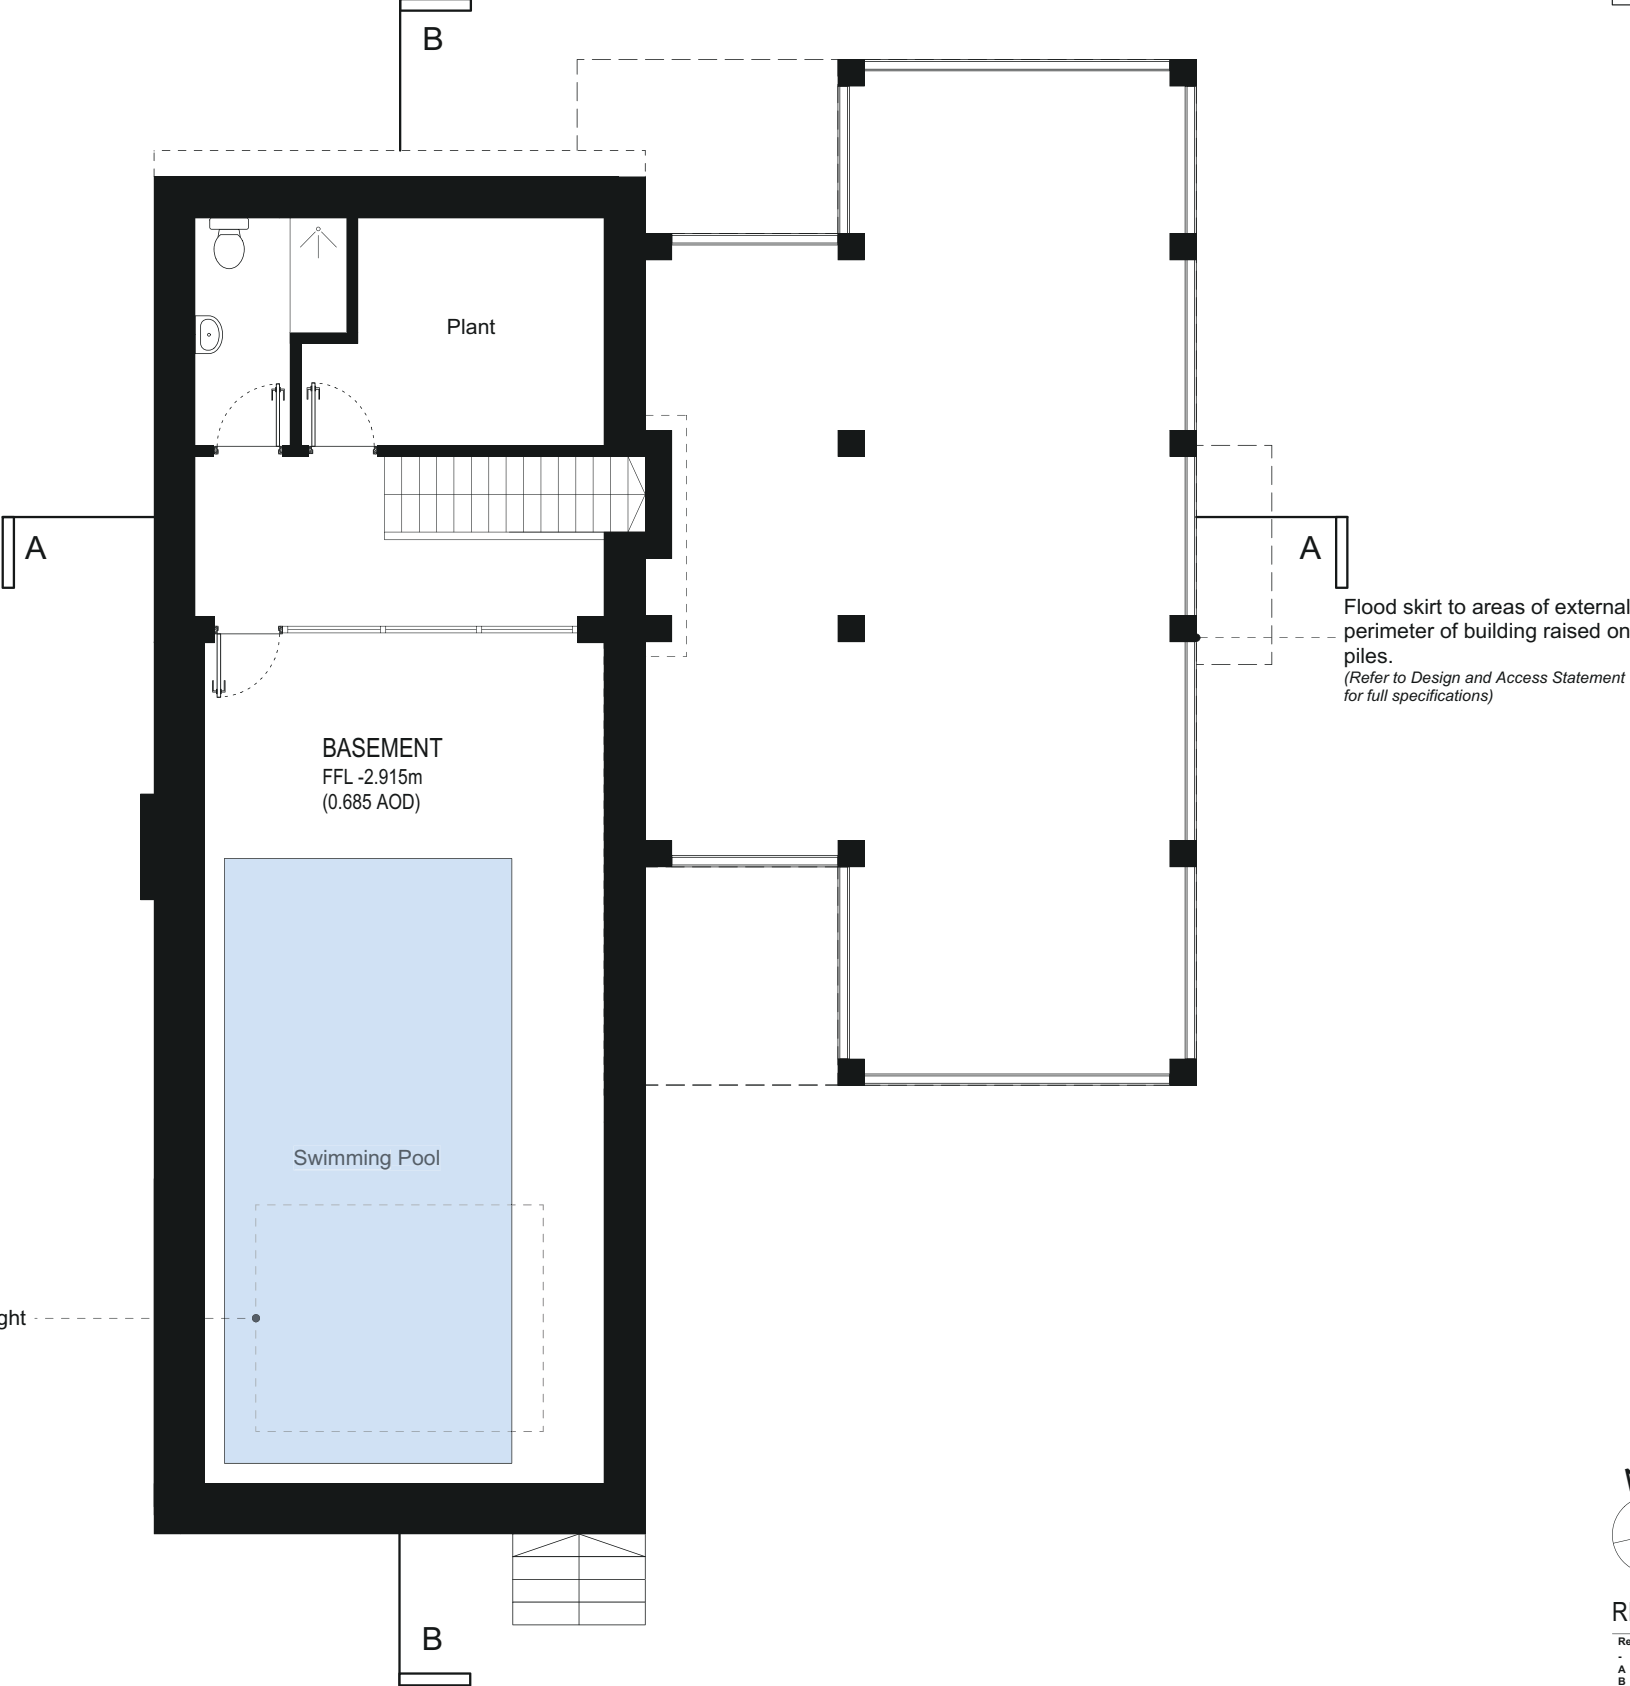 B
Plant
A
A
Flood skirt to areas of external
perimeter of building raised on
piles.
(Refer to Design and Access Statement
for full specifications)
BASEMENT
FFL -2.915m
(0.685 AOD)
Swimming Pool
ght
B
Re
-
A
B